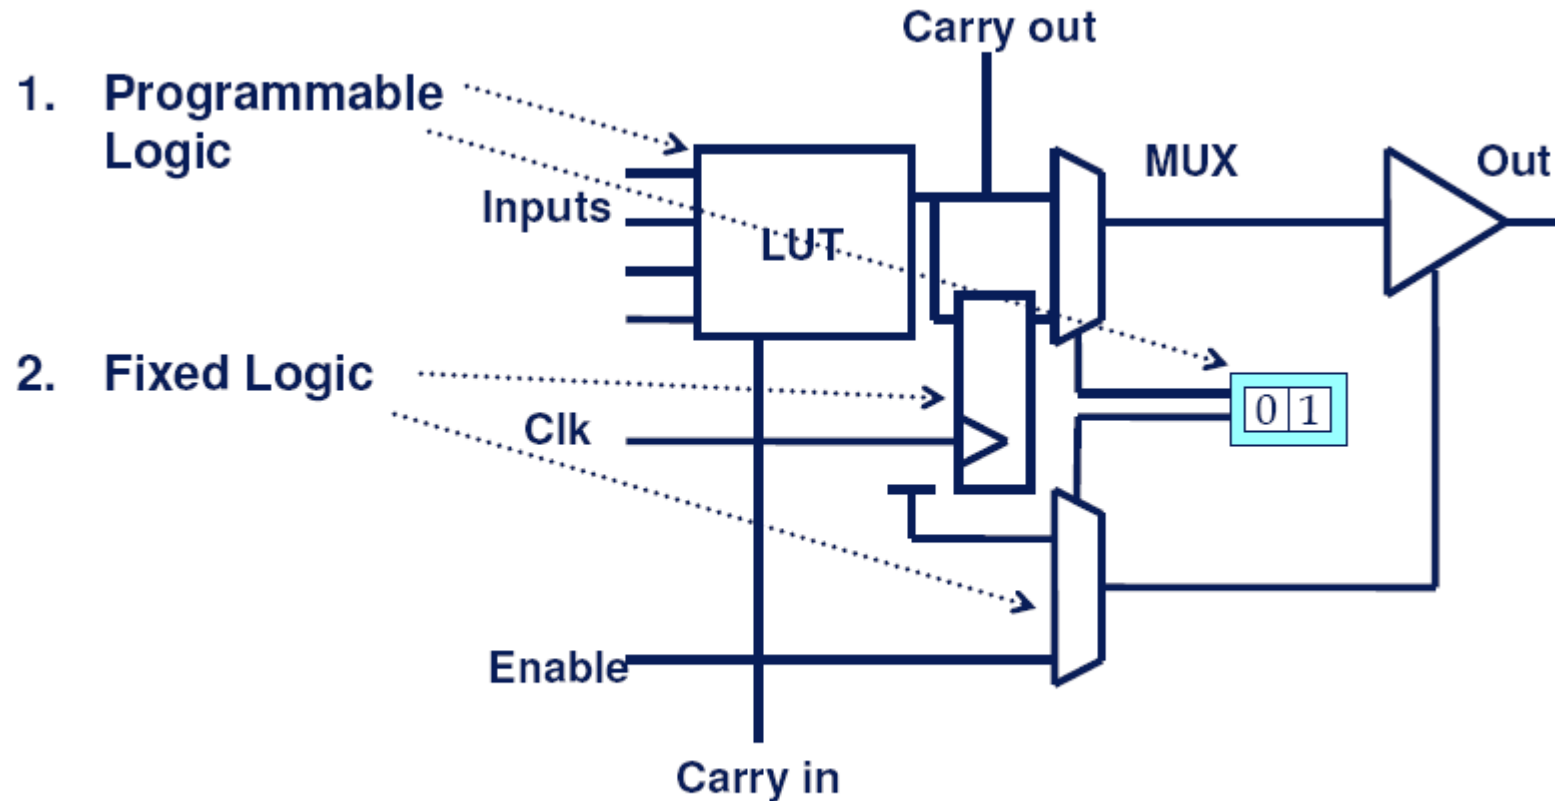 Carry out
1. Programmable
Logic
MUX
Out
Inputs
LUT
2. Fixed Logic
0 1
Clk
Enable
Carry in